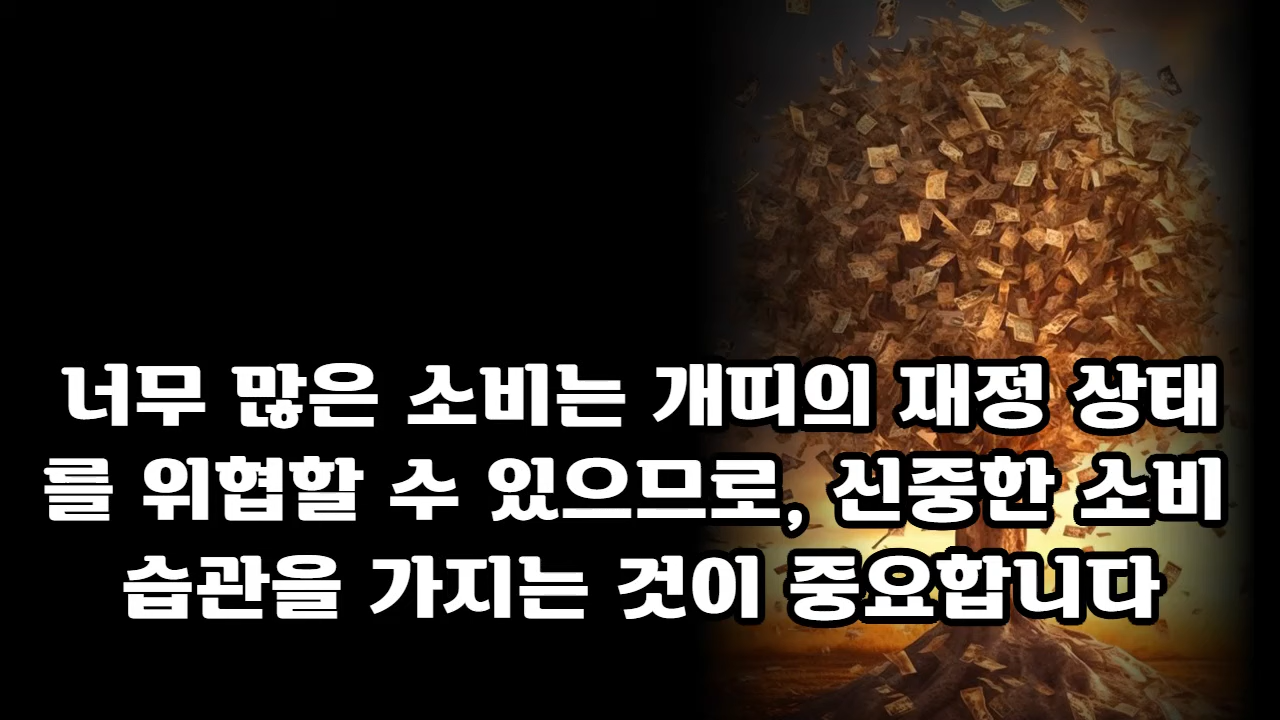 너무 많은 소비는 개띠의 재정 상태
를 위협할 수 있으므로, 신중한 소비
습관을 가지는 것이 중요합니다